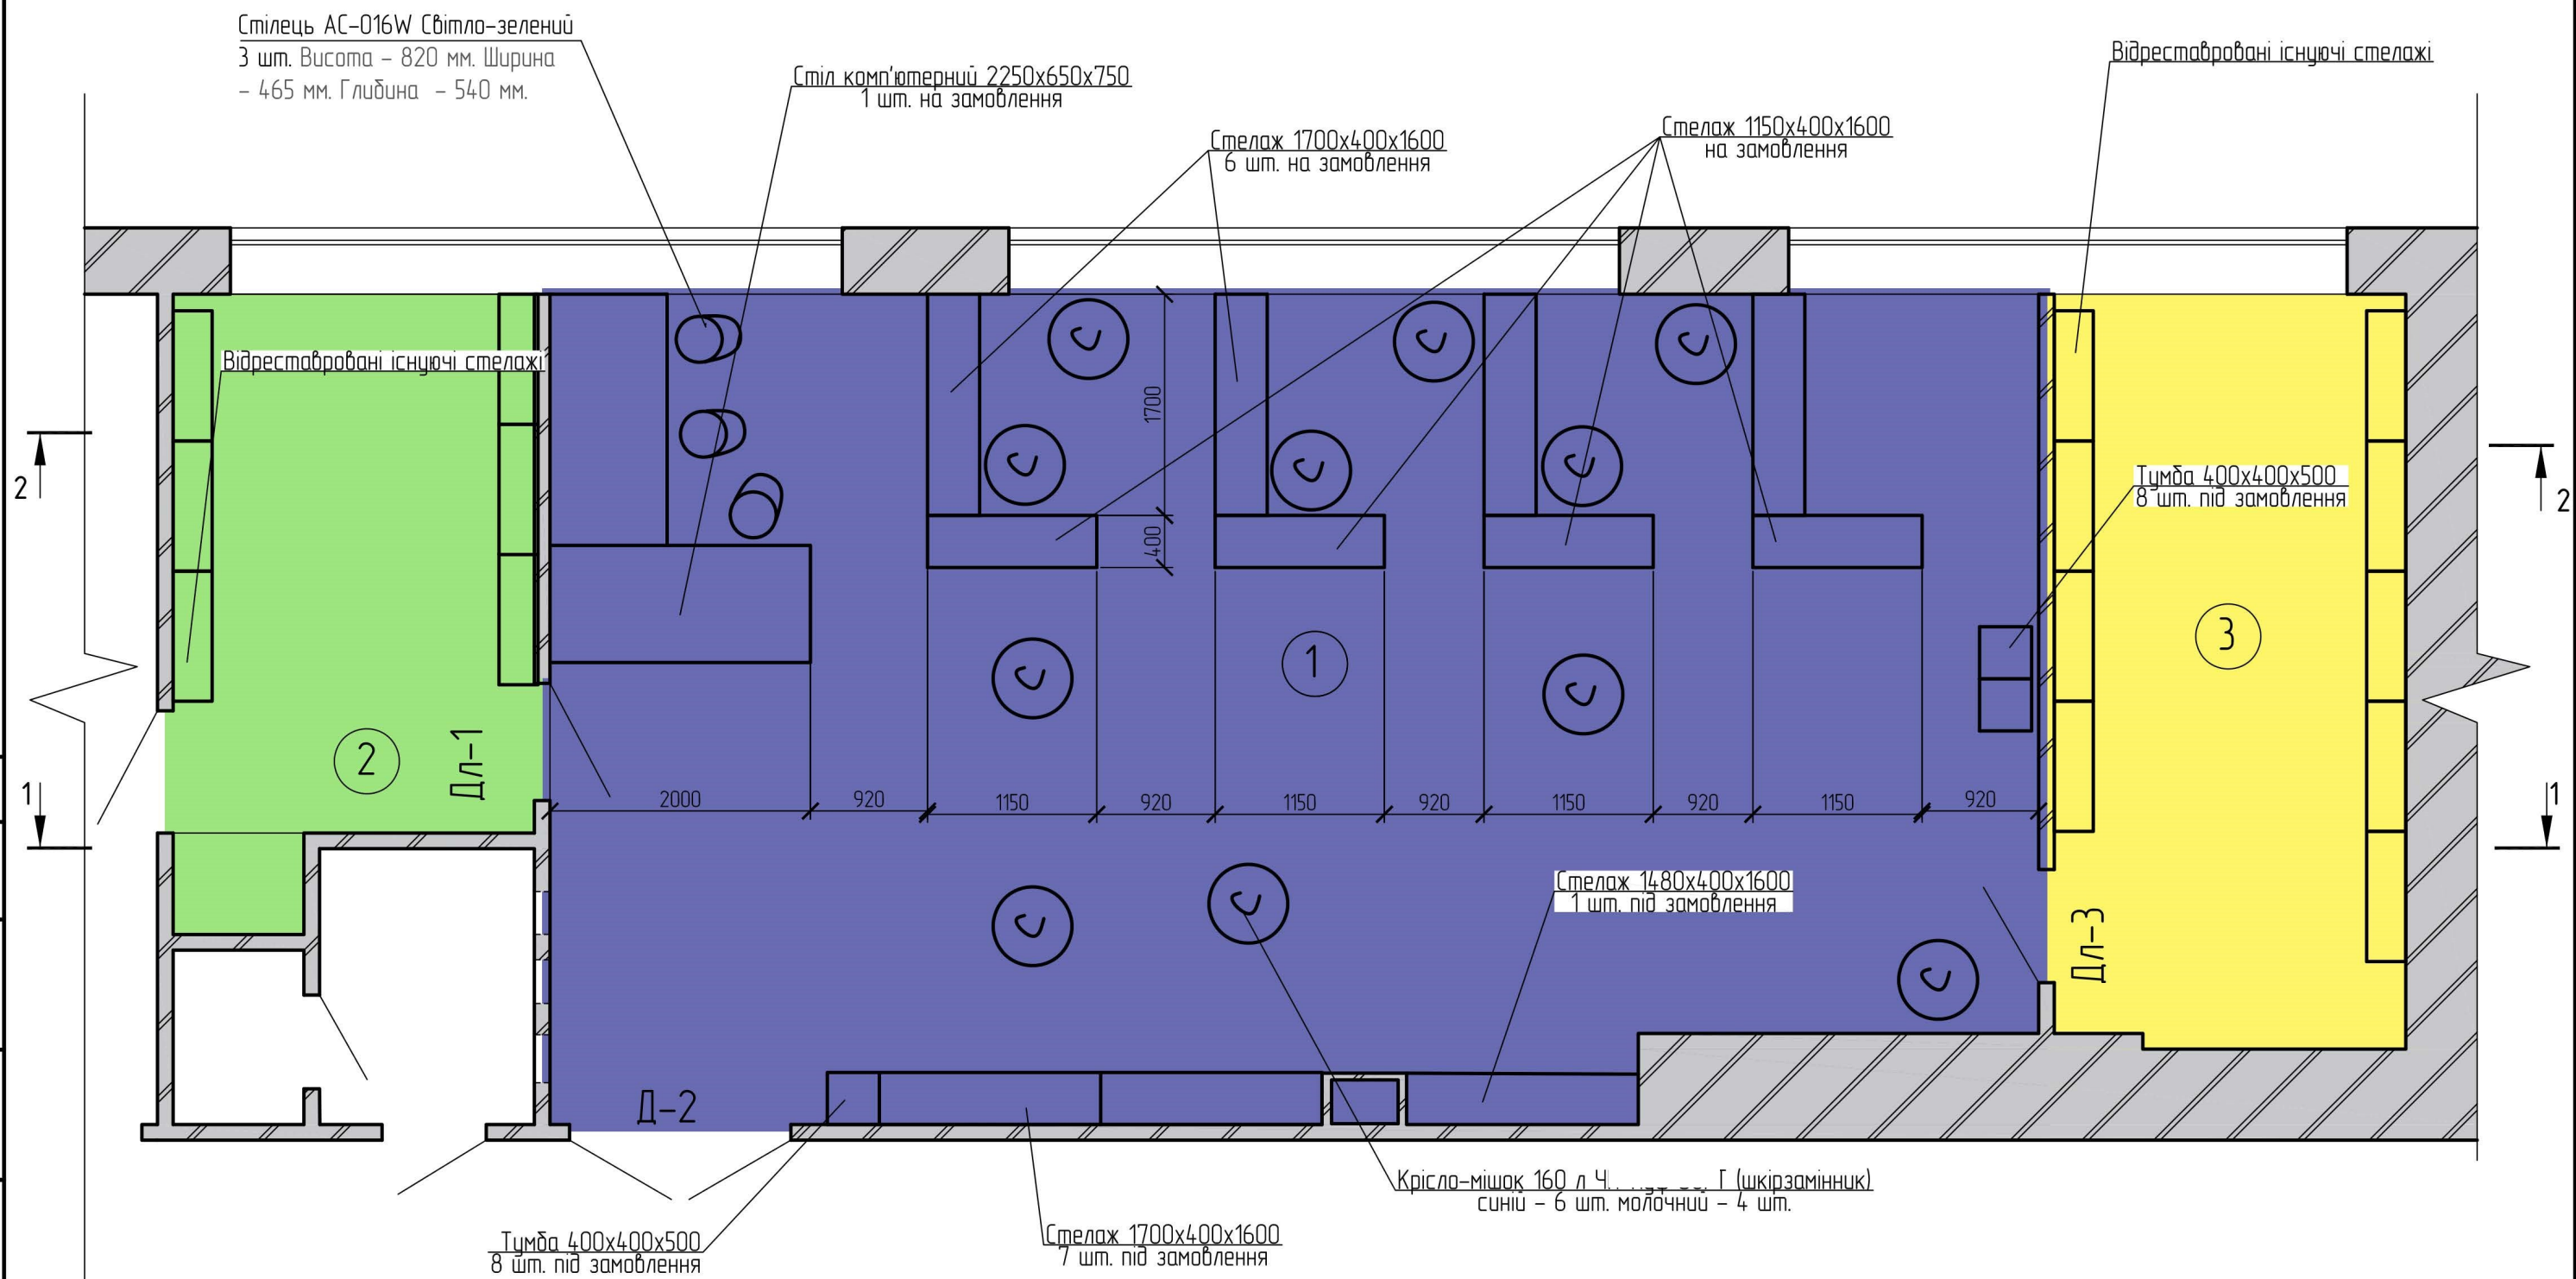 Стілець АС-016W Світло-зелений
3 шт. Висота - 820 мм. Ширина
- 465 мм. Глибина - 540 мм.
Стіл комп'ютерний 2250х650х750
1 шт. на замовлення
Стелаж 1700х400х1600
6 шт. на замовлення
Стелаж 1150х400х1600
на замовлення
Відреставровані існуючі стелажі
Відреставровані існуючі стелажі
1700
400
2
2
Тумба 400х400х500
8 шт. під замовлення
1
2
3
Дл-1
1
1
2000
920
1150
920
1150
920
1150
920
1150
920
Стелаж 1480х400х1600
1 шт. під замовлення
Дл-3
Д-2
Крісло-мішок 160 л (шкірзамінник)
синій - 6 шт. молочний - 4 шт.
Тумба 400х400х500
8 шт. під замовлення
Стелаж 1700х400х1600
7 шт. під замовлення